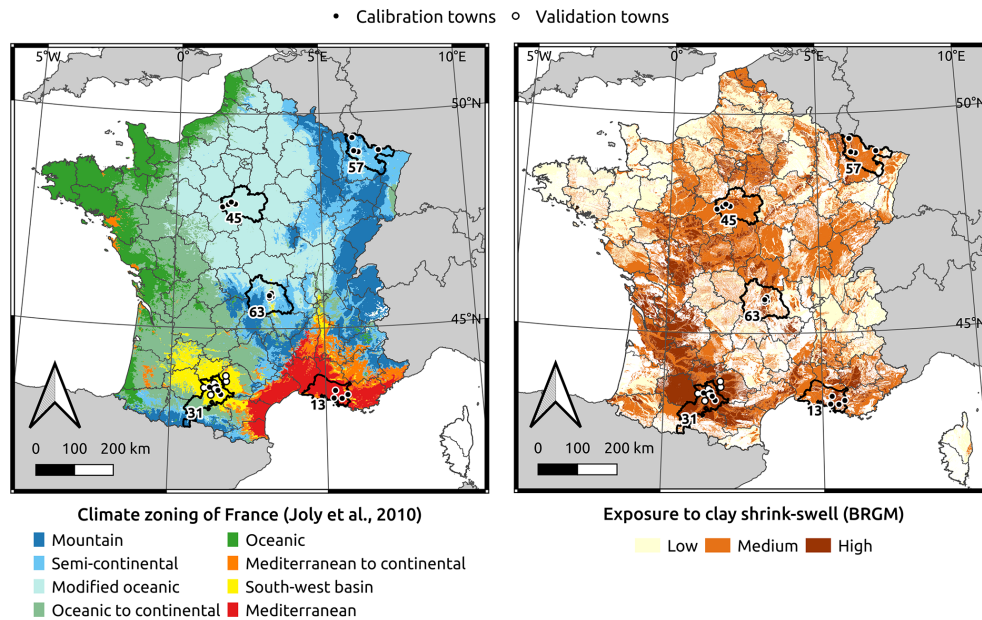 Calibration towns Validation towns
5°W 0° 5°E 10°E
50°N
57
45
63
45°N
31
13
0 100 200 km
5°W 0° 5°E 10°E
50°N
57
45
63
45°N
31
13
0 100 200 km
Climate zoning of France (Joly et al., 2010)
Mountain Oceanic
Semi-continental Mediterranean to continental
Modified oceanic South-west basin
Oceanic to continental Mediterranean
Exposure to clay shrink-swell (BRGM)
Low Medium High